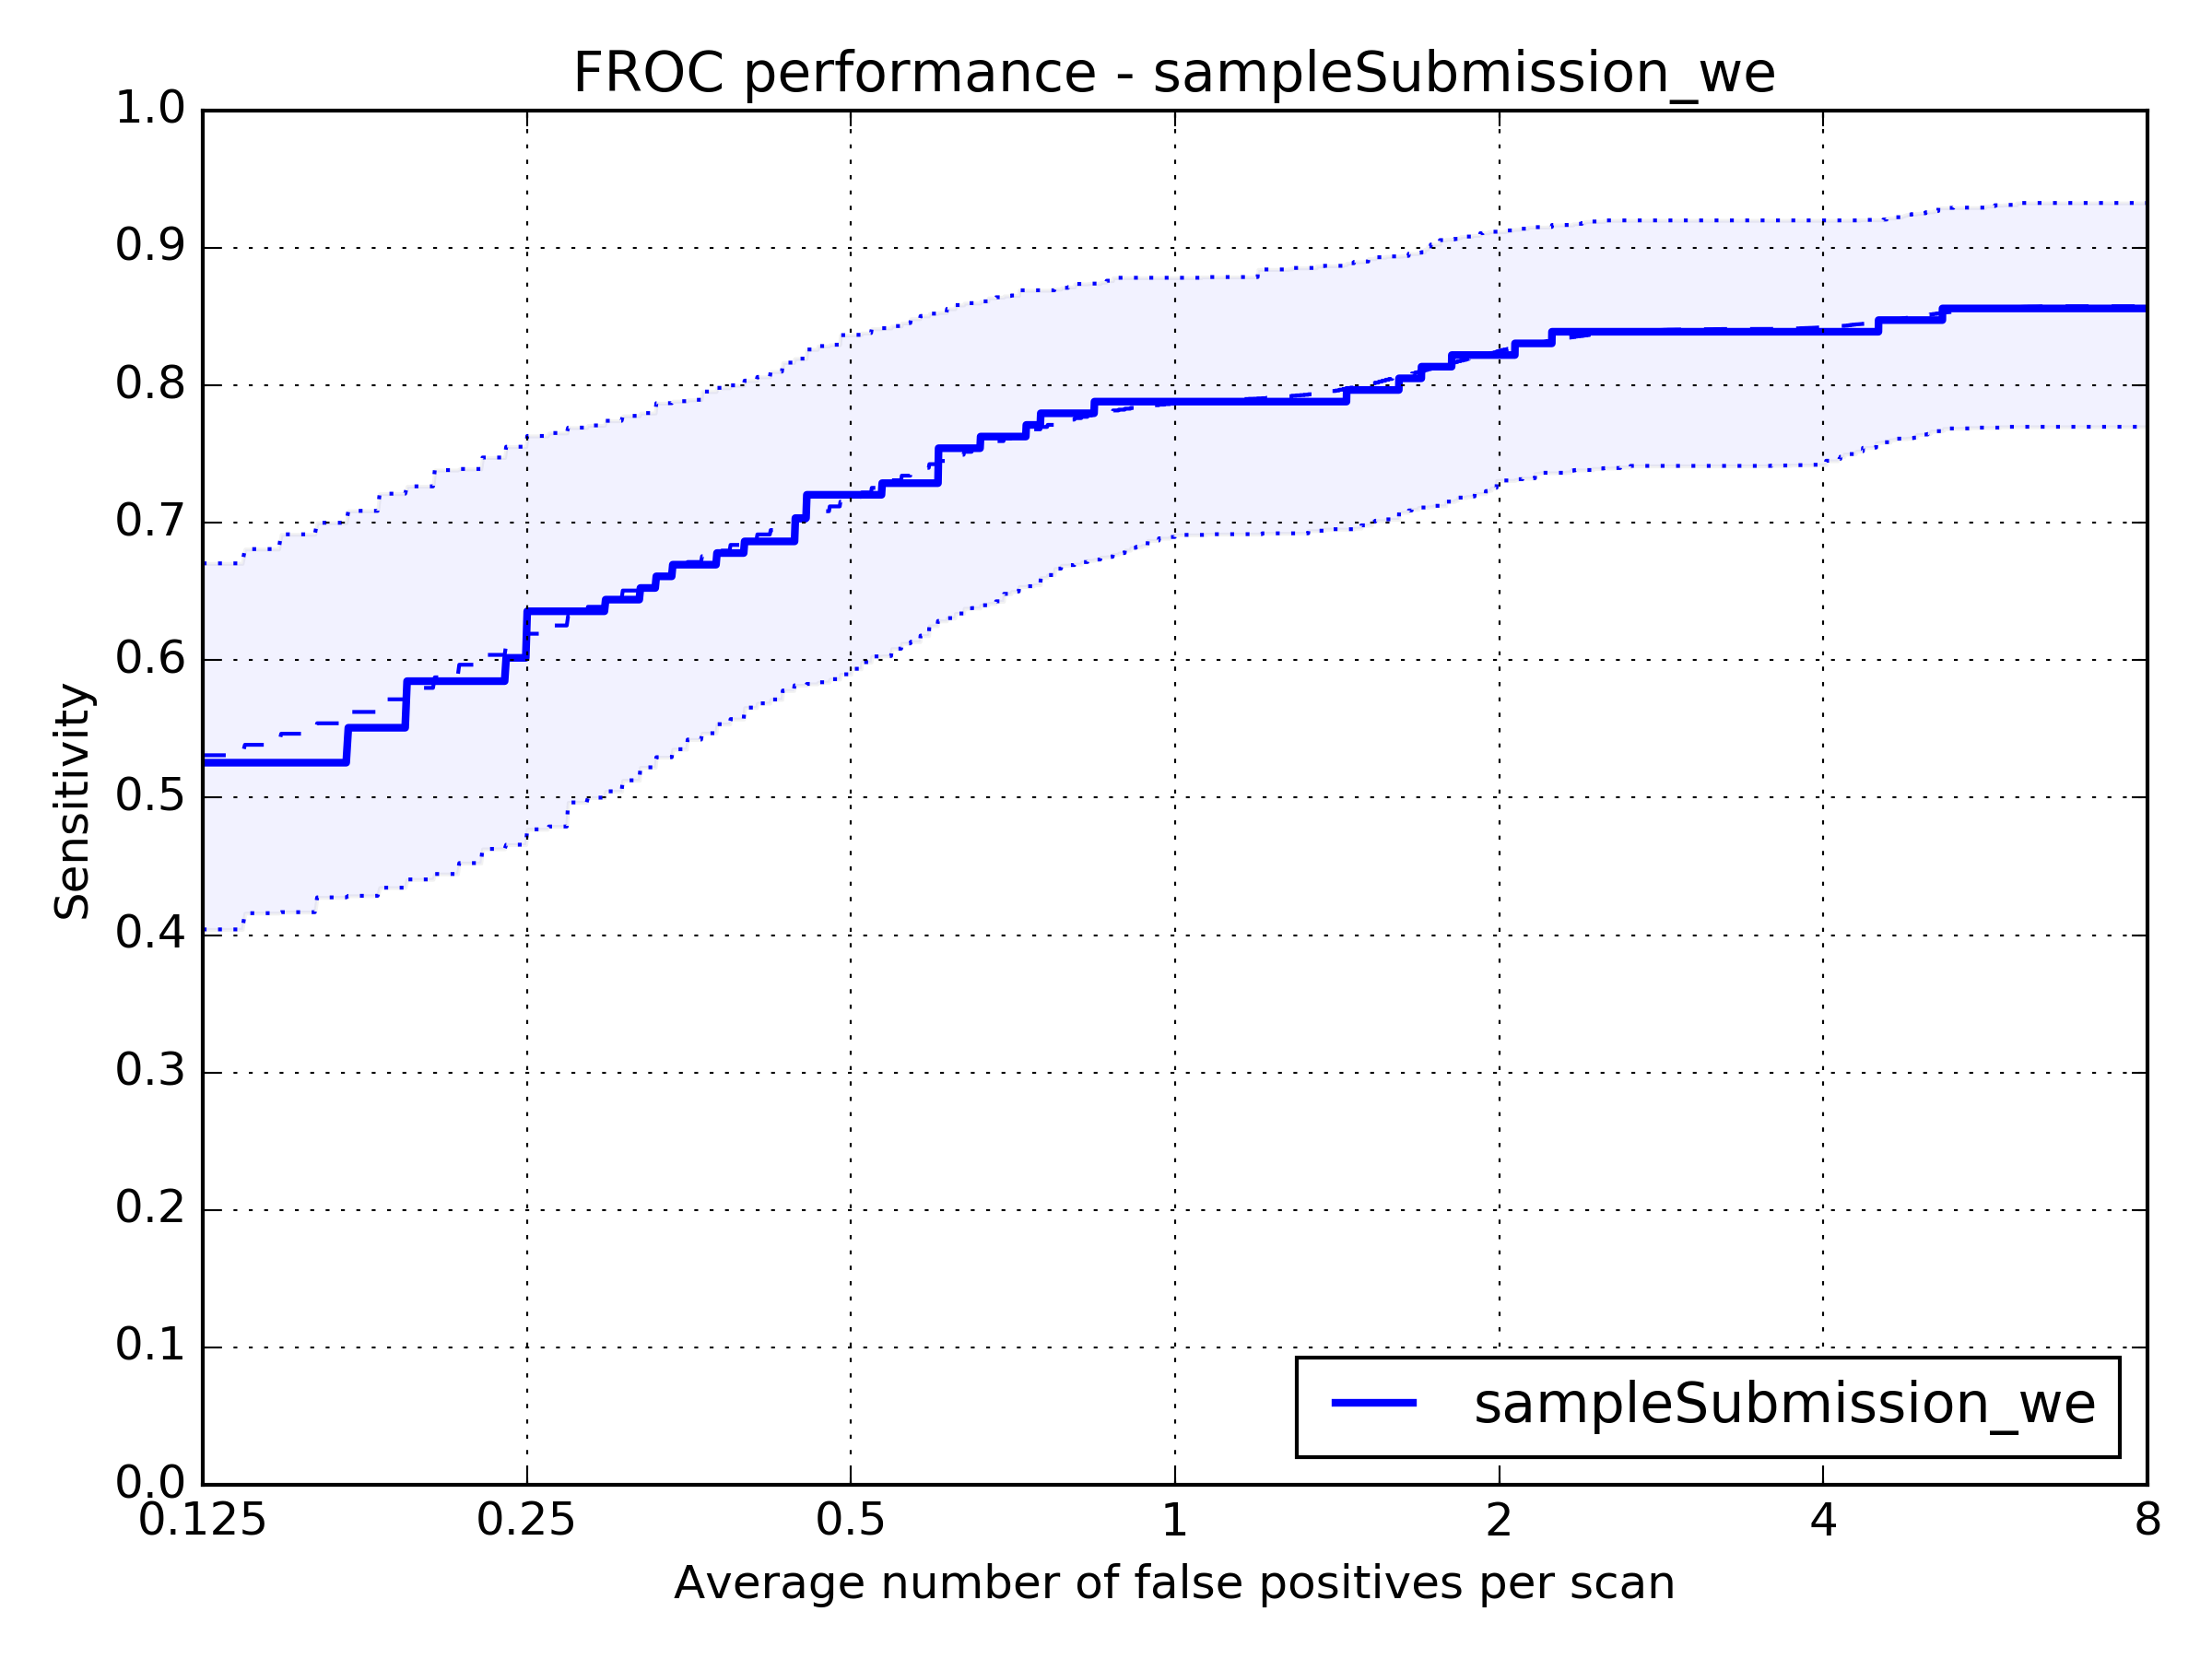 FROC performance - sampleSubmission_we
1.0
0.9
0.8
0.7
0.6
0.5
0.4
0.3
0.2
0.1
0.0
Sensitivity
sampleSubmission_we
0.125 0.25 0.5 1 2 4 8
Average number of false positives per scan